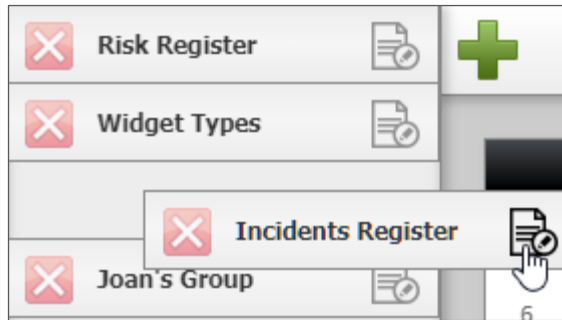 Risk Register
Widget Types
Incidents Register
Joan's Group
6